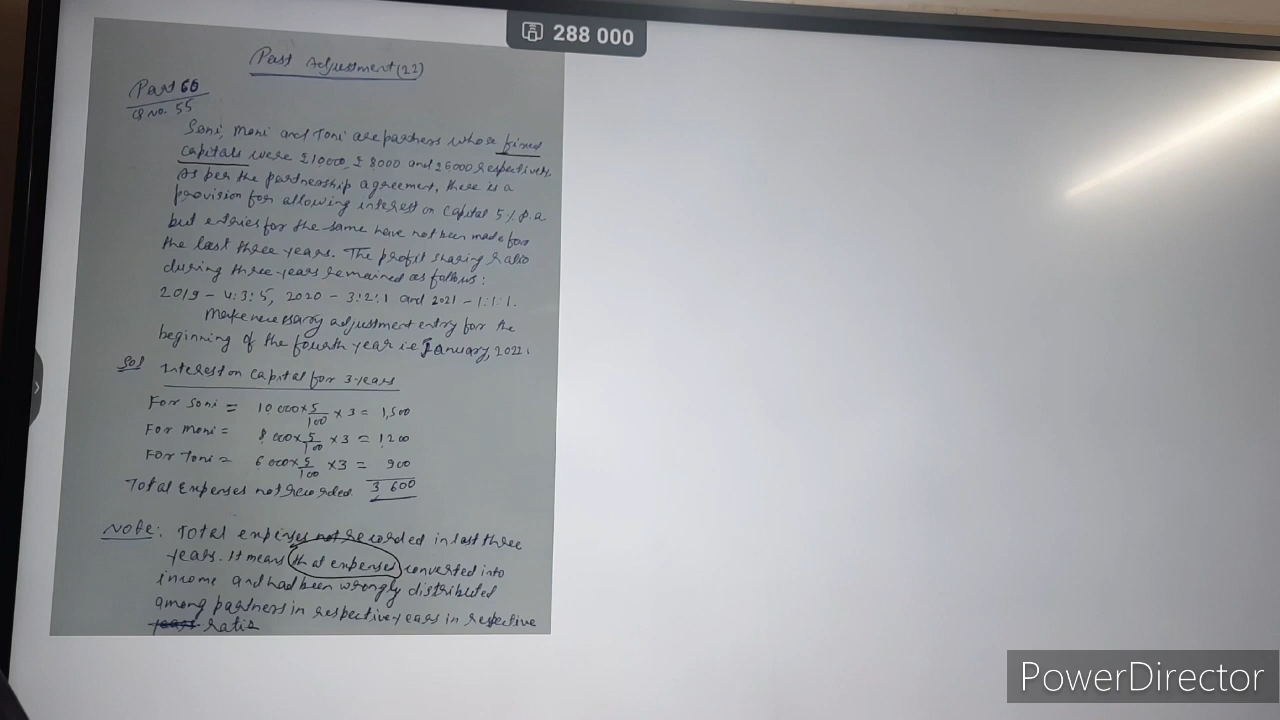 288 000
Past Adjustment(22)
Part 66
Q No. 55
Soni, Moni and Toni are partners whose fixed
capitals were ₹10000, ₹ 8000 and ₹6000 respectively.
As per the partnership agreement, there is a
provision for allowing interest on capital 5% p.a
but entries for the same have not been made for
the last three years. The profit sharing ratio
during three years remained as follows:
2019 - 4:3:5, 2020 - 3:2:1 and 2021 - 1:1:1.
Make necessary adjustment entry for the
beginning of the fourth year i.e January, 2022.
Sol Interest on capital for 3 years
For Soni = 10 000×5/100 × 3 = 1,500
For Moni = 8 000×5/100 ×3 = 1200
For Toni = 6 000×5/100 ×3 = 900
Total Expenses not recorded 3 600
Note: Total expenses not recorded in last three
years. It means that expenses converted into
income and had been wrongly distributed
among partners in respective years in respective
years ratio
PowerDirector